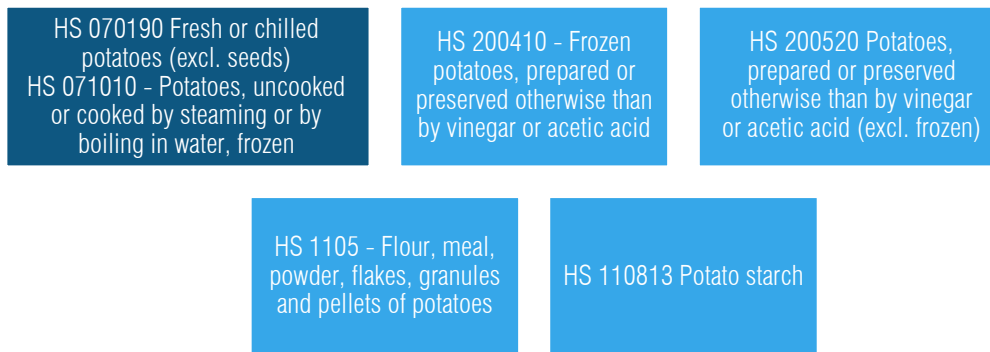 HS 070190 Fresh or chilled
potatoes (excl. seeds)
HS 071010 - Potatoes, uncooked
or cooked by steaming or by
boiling in water, frozen
HS 200410 - Frozen
potatoes, prepared or
preserved otherwise than
by vinegar or acetic acid
HS 200520 Potatoes,
prepared or preserved
otherwise than by vinegar
or acetic acid (excl. frozen)
HS 1105 - Flour, meal,
powder, flakes, granules
and pellets of potatoes
HS 110813 Potato starch